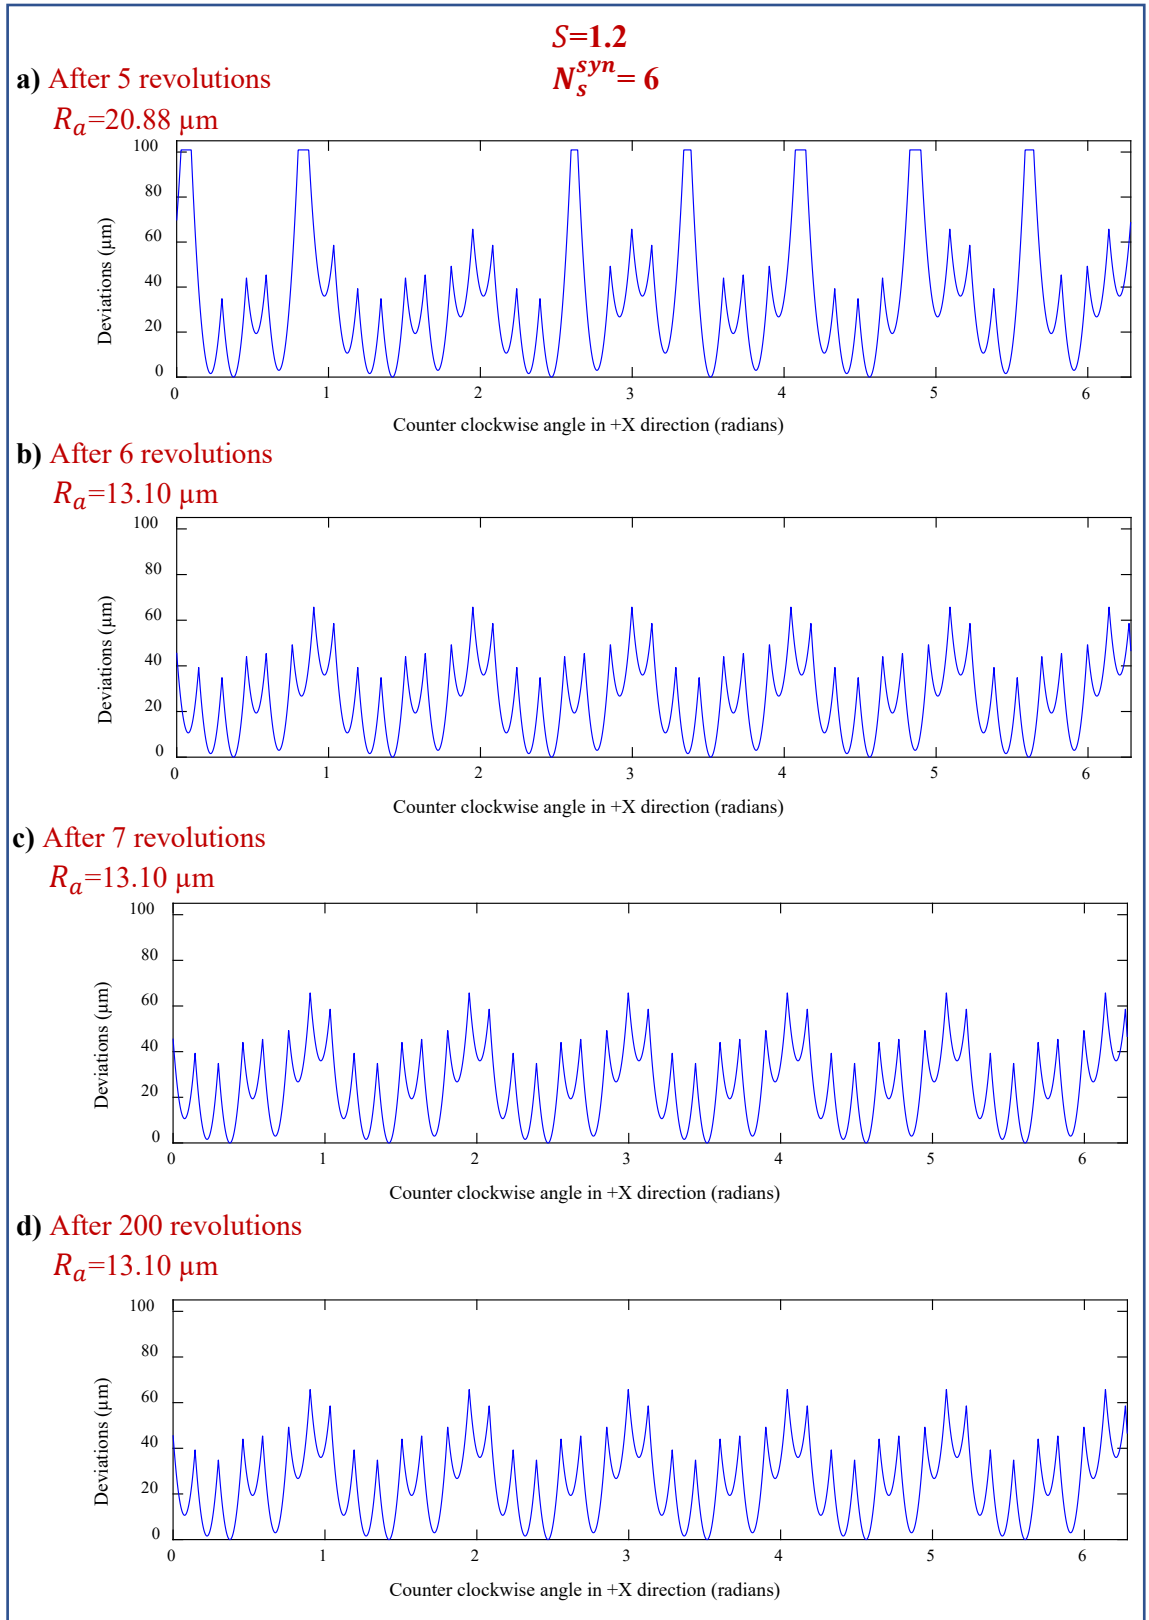 S=1.2
N_s^syn = 6
a) After 5 revolutions
R_a=20.88 µm
100
80
60
40
20
0
Deviations (µm)
0 1 2 3 4 5 6
Counter clockwise angle in +X direction (radians)
b) After 6 revolutions
R_a=13.10 µm
100
80
60
40
20
0
Deviations (µm)
0 1 2 3 4 5 6
Counter clockwise angle in +X direction (radians)
c) After 7 revolutions
R_a=13.10 µm
100
80
60
40
20
0
Deviations (µm)
0 1 2 3 4 5 6
Counter clockwise angle in +X direction (radians)
d) After 200 revolutions
R_a=13.10 µm
100
80
60
40
20
0
Deviations (µm)
0 1 2 3 4 5 6
Counter clockwise angle in +X direction (radians)